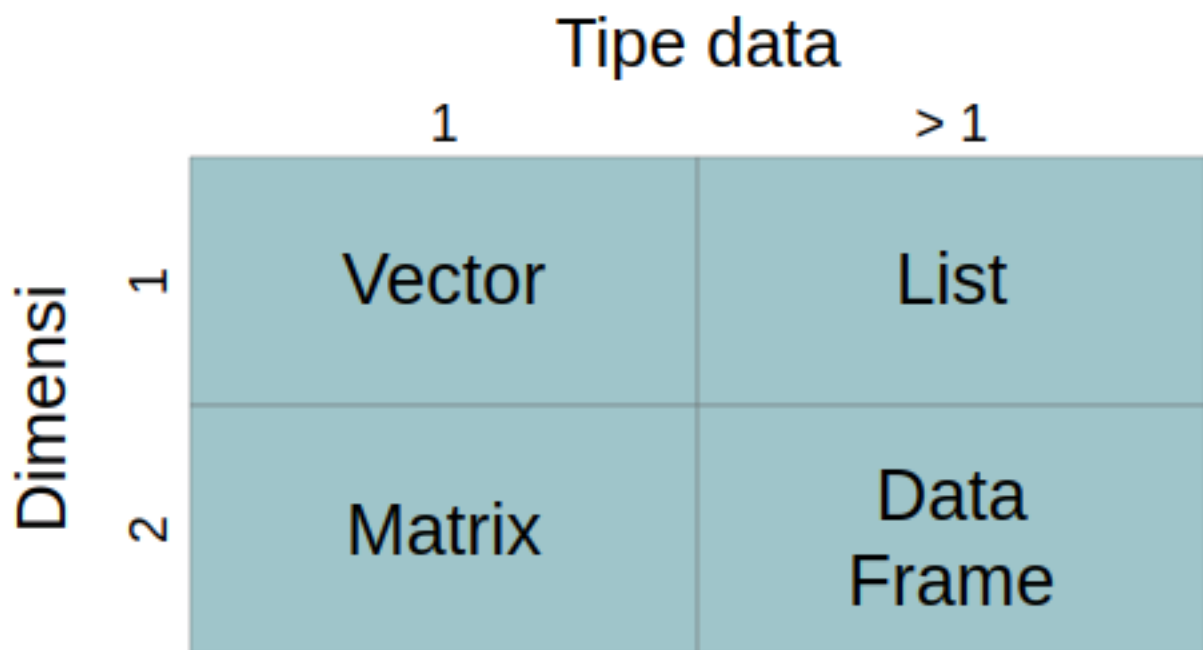 Tipe data
1
> 1
Dimensi
1
Vector
List
2
Matrix
Data
Frame